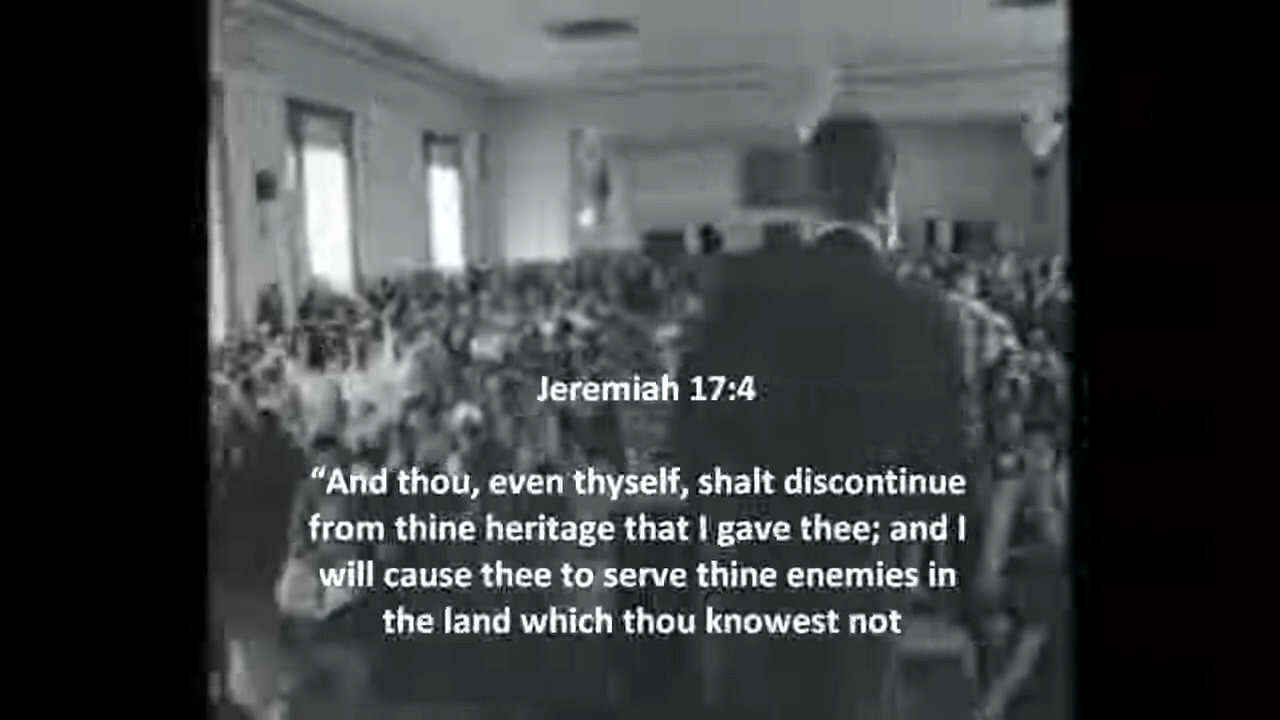 Jeremiah 17:4
“And thou, even thyself, shalt discontinue
from thine heritage that I gave thee; and I
will cause thee to serve thine enemies in
the land which thou knowest not